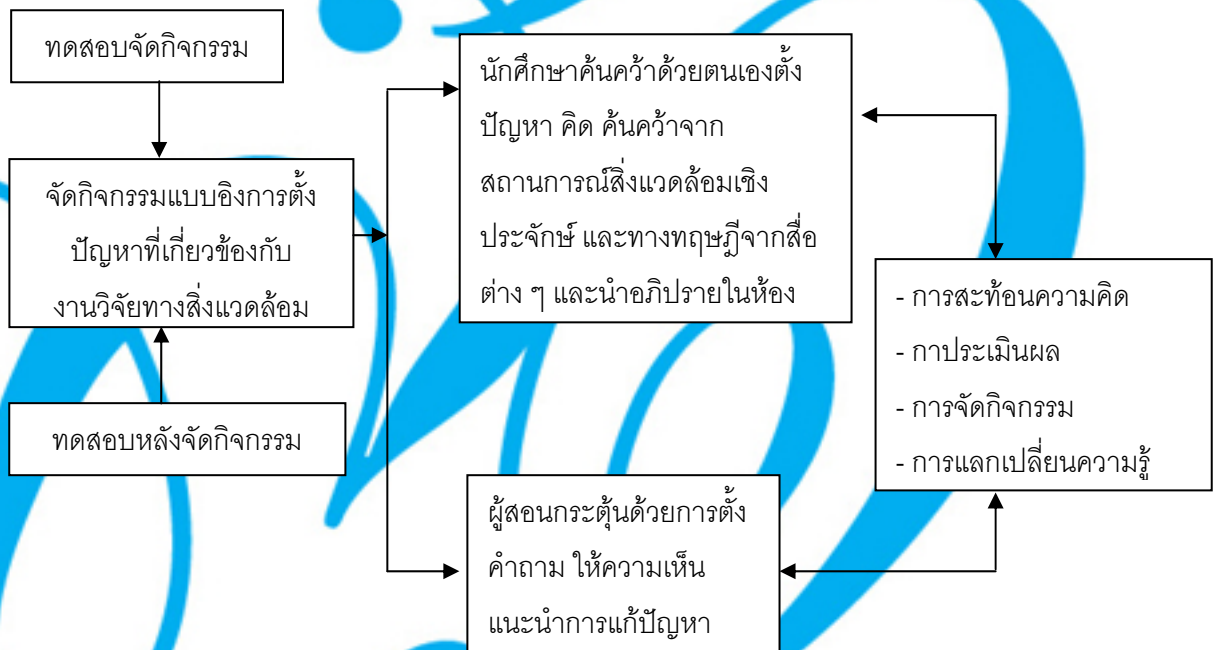 ทดสอบจัดกิจกรรม
จัดกิจกรรมแบบอิงการตั้ง
ปัญหาที่เกี่ยวข้องกับ
งานวิจัยทางสิ่งแวดล้อม
ทดสอบหลังจัดกิจกรรม
นักศึกษาค้นคว้าด้วยตนเองตั้ง
ปัญหา คิด ค้นคว้าจาก
สถานการณ์สิ่งแวดล้อมเชิง
ประจักษ์ และทางทฤษฎีจากสื่อ
ต่าง ๆ และนำอภิปรายในห้อง
ผู้สอนกระตุ้นด้วยการตั้ง
คำถาม ให้ความเห็น
แนะนำการแก้ปัญหา
- การสะท้อนความคิด
- กาประเมินผล
- การจัดกิจกรรม
- การแลกเปลี่ยนความรู้